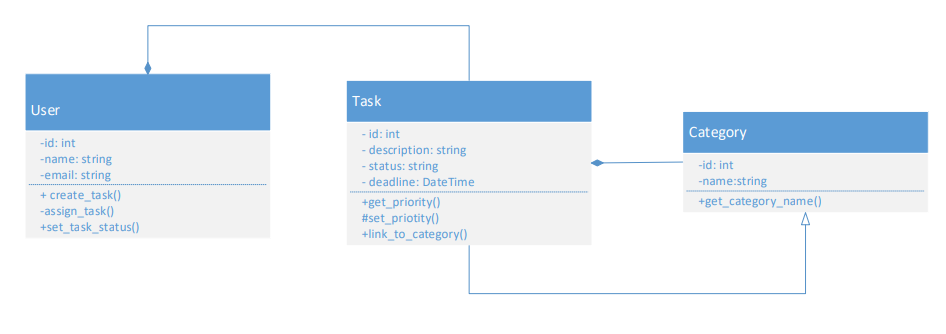 User
-id: int
-name: string
-email: string
+ create_task()
-assign_task()
+set_task_status()
Task
- id: int
- description: string
- status: string
- deadline: DateTime
+get_priority()
#set_priotity()
+link_to_category()
Category
-id: int
-name:string
+get_category_name()